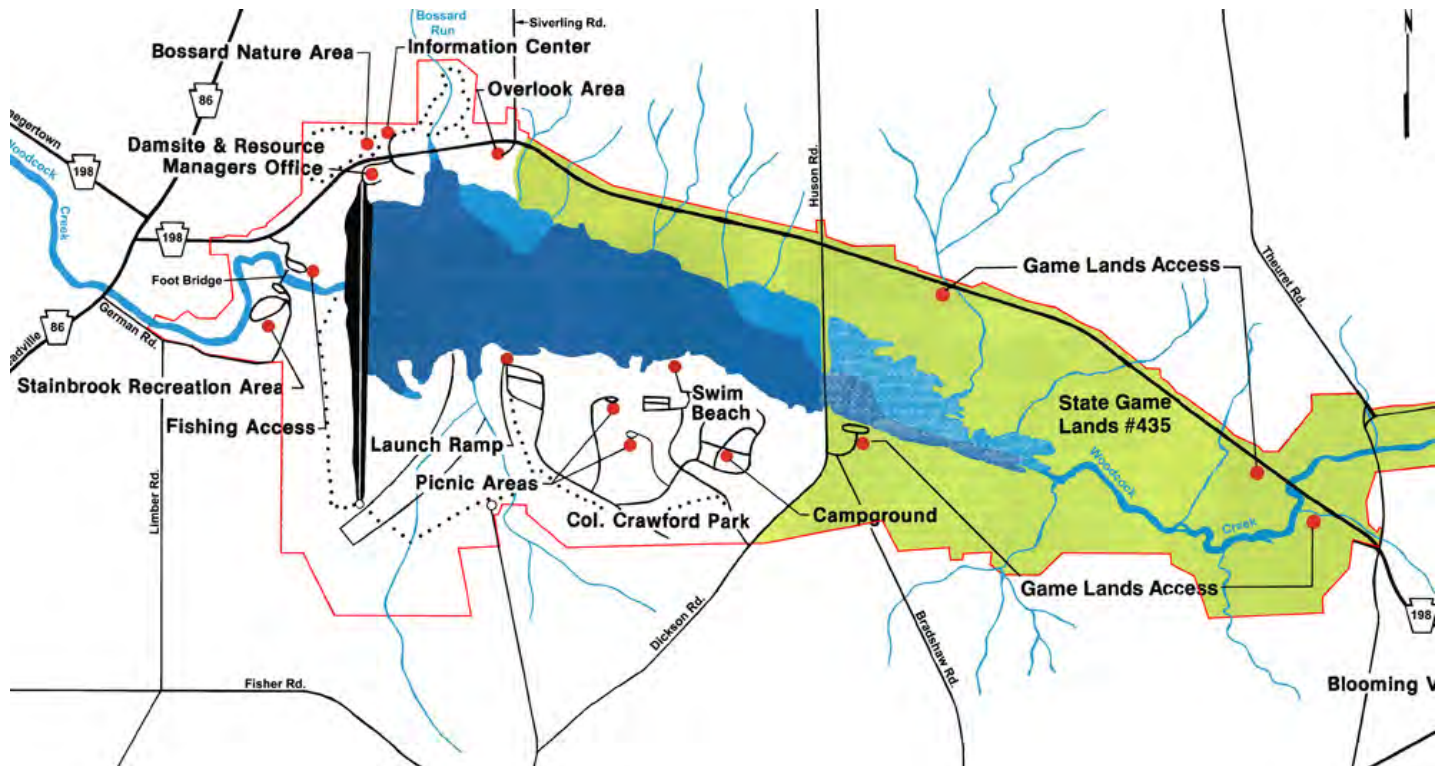 Bossard
Run
Siverling Rd.
N
Bossard Nature Area
Information Center
86
Overlook Area
Damsite & Resource
Managers Office
198
Woodcock
Creek
198
Huson Rd.
Foot Bridge
Game Lands Access
Theuret Rd.
86
German Rd.
Stainbrook Recreation Area
Fishing Access
Swim
Beach
State Game
Lands #435
Launch Ramp
Picnic Areas
Woodcock
Creek
Limber Rd.
Col. Crawford Park
Campground
Game Lands Access
Dickson Rd.
Bradshaw Rd.
198
Fisher Rd.
Blooming V